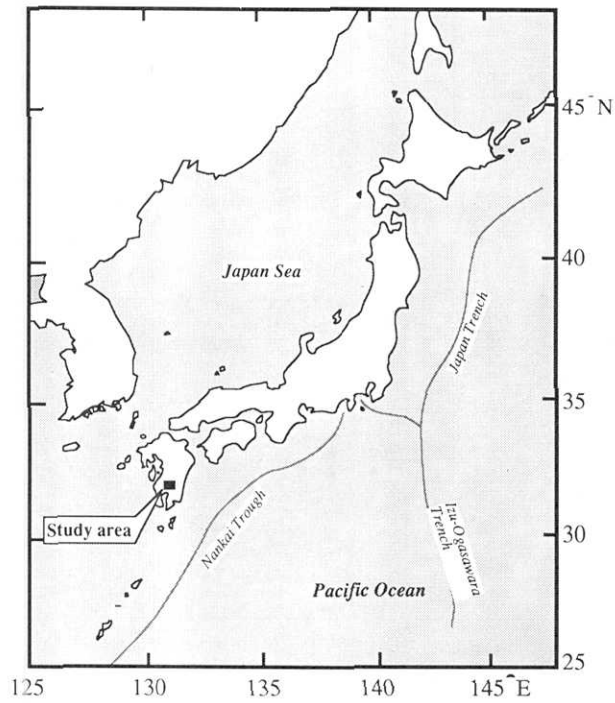 45 N
Japan Sea
40
Japan Trench
35
Study area
Nankai Trough
Izu-Ogasawara
Trench
30
Pacific Ocean
25
125
130
135
140
145°E